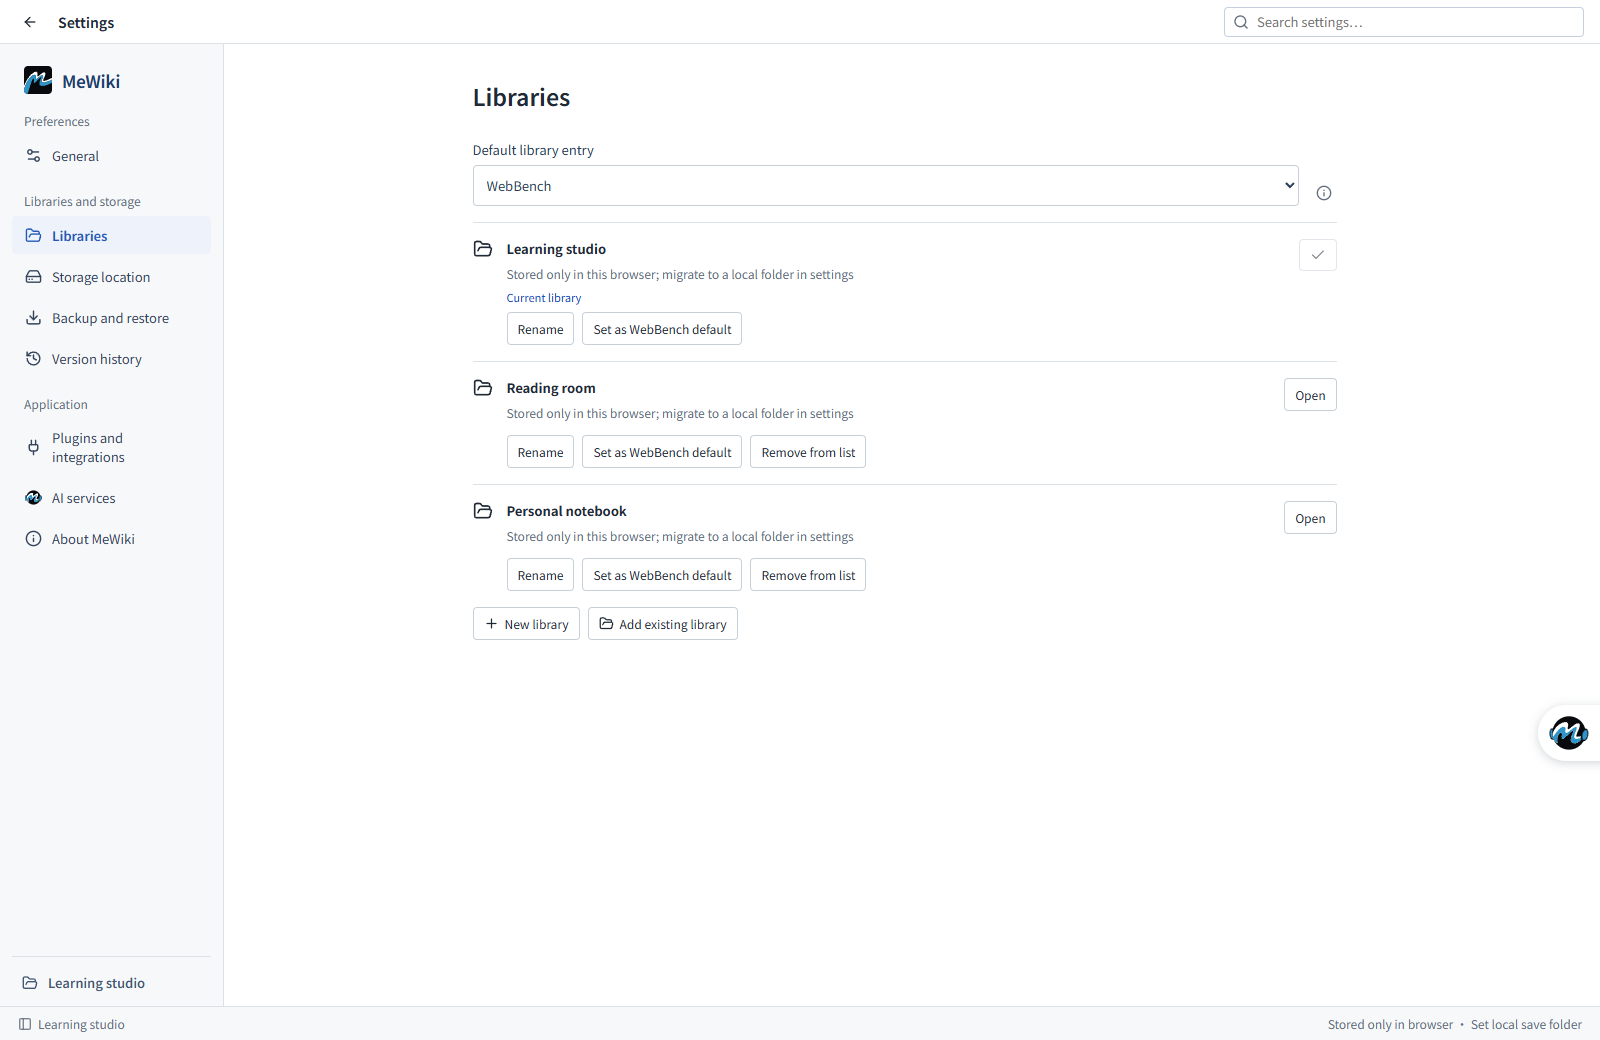 Settings
Search settings…
MeWiki
Preferences
General
Libraries and storage
Libraries
Storage location
Backup and restore
Version history
Application
Plugins and
integrations
AI services
About MeWiki
Learning studio
Libraries
Default library entry
WebBench
Learning studio
Stored only in this browser; migrate to a local folder in settings
Current library
Rename
Set as WebBench default
Reading room
Stored only in this browser; migrate to a local folder in settings
Open
Rename
Set as WebBench default
Remove from list
Personal notebook
Stored only in this browser; migrate to a local folder in settings
Open
Rename
Set as WebBench default
Remove from list
New library
Add existing library
Learning studio
Stored only in browser • Set local save folder